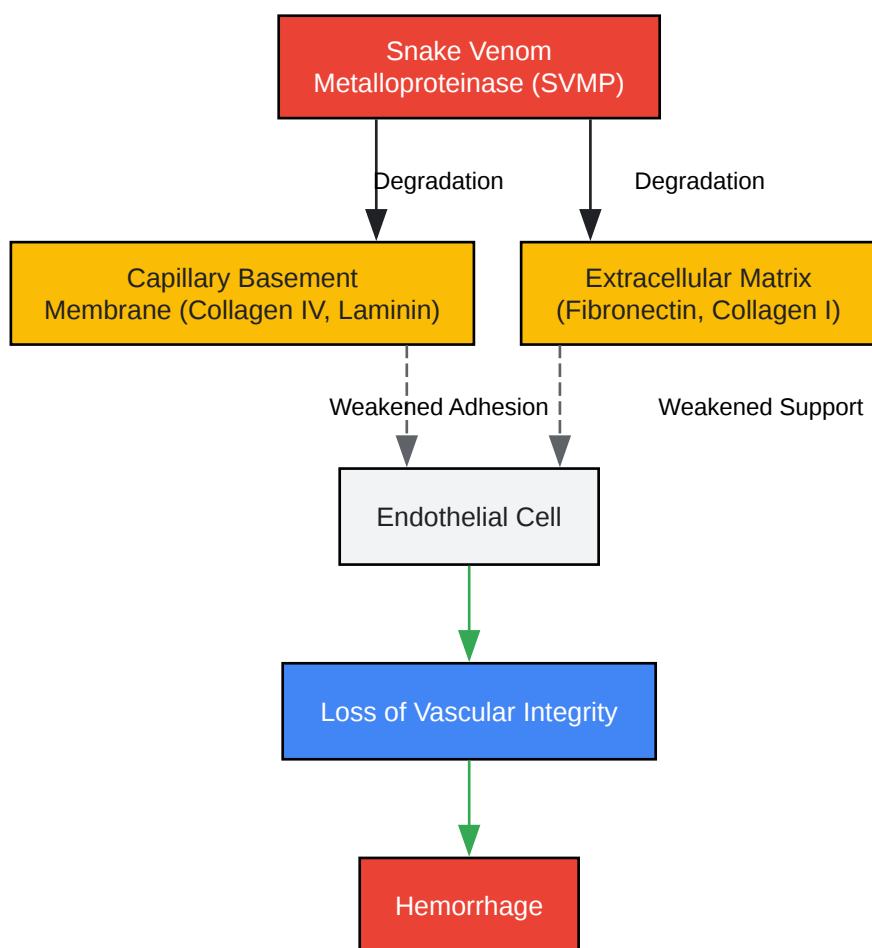 Snake Venom
Metalloproteinase (SVMP)
Degradation
Degradation
Capillary Basement
Membrane (Collagen IV, Laminin)
Extracellular Matrix
(Fibronectin, Collagen I)
Weakened Adhesion
Weakened Support
Endothelial Cell
Loss of Vascular Integrity
Hemorrhage